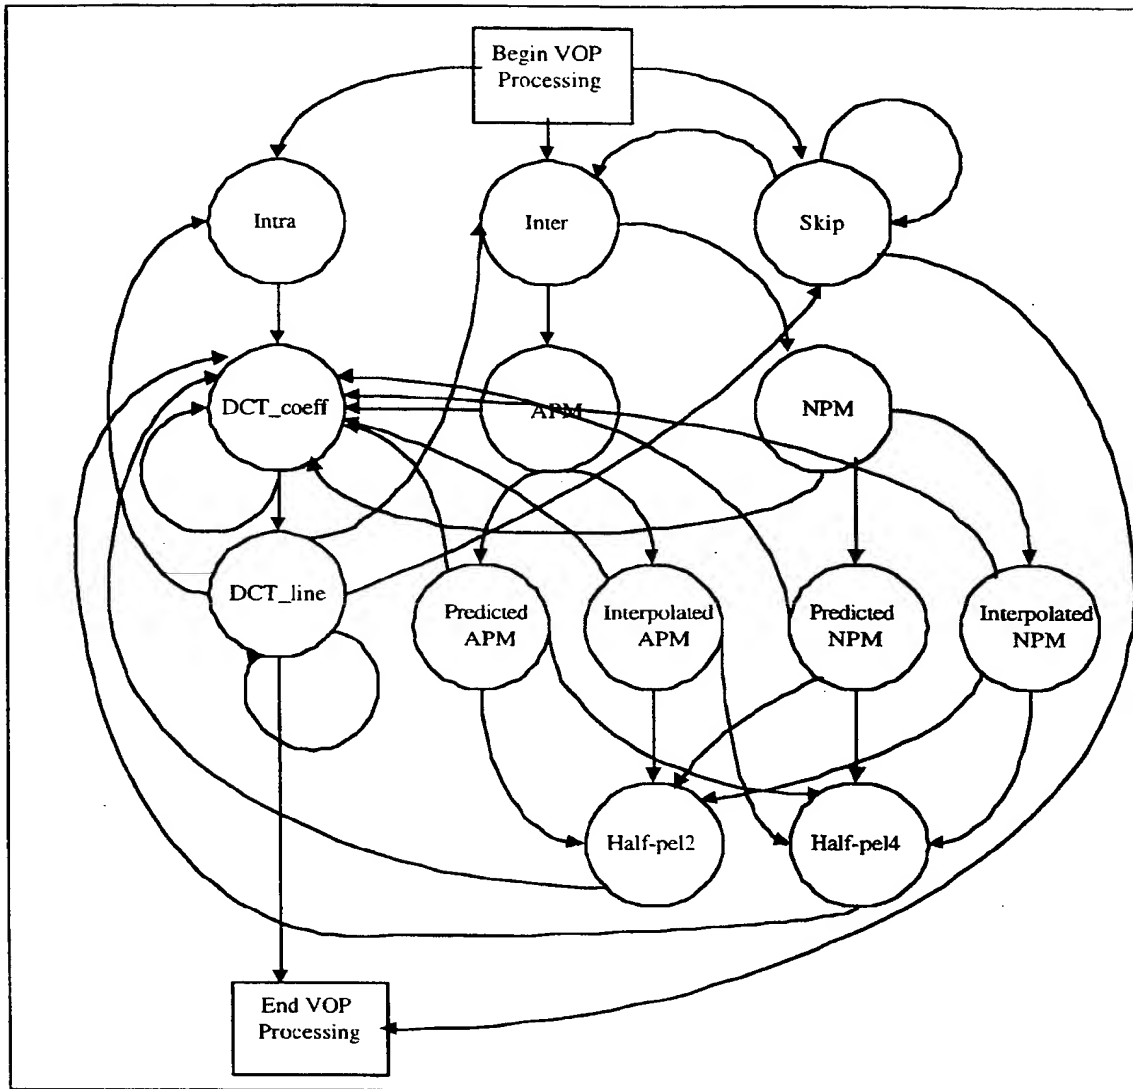 Begin VOP
Processing
Intra
Inter
Skip
DCT_coeff
APM
NPM
DCT_line
Predicted
APM
Interpolated
APM
Predicted
NPM
Interpolated
NPM
Half-pel2
Half-pel4
End VOP
Processing